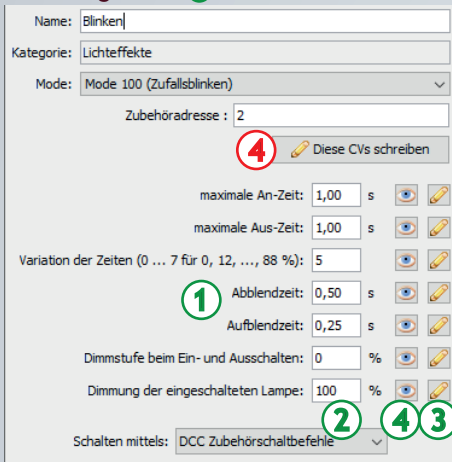 Name: Blinken
Kategorie: Lichteffekte
Mode: Mode 100 (Zufallsblinken)
Zubehöradresse : 2
4 Diese CVs schreiben
maximale An-Zeit: 1,00 s
maximale Aus-Zeit: 1,00 s
Variation der Zeiten (0 ... 7 für 0, 12, ..., 88 %): 5
1 Abblendzeit: 0,50 s
Aufblendzeit: 0,25 s
Dimmstufe beim Ein- und Ausschalten: 0 %
Dimmung der eingeschalteten Lampe: 100 %
2 4 3
Schalten mittels: DCC Zubehörschaltbefehle